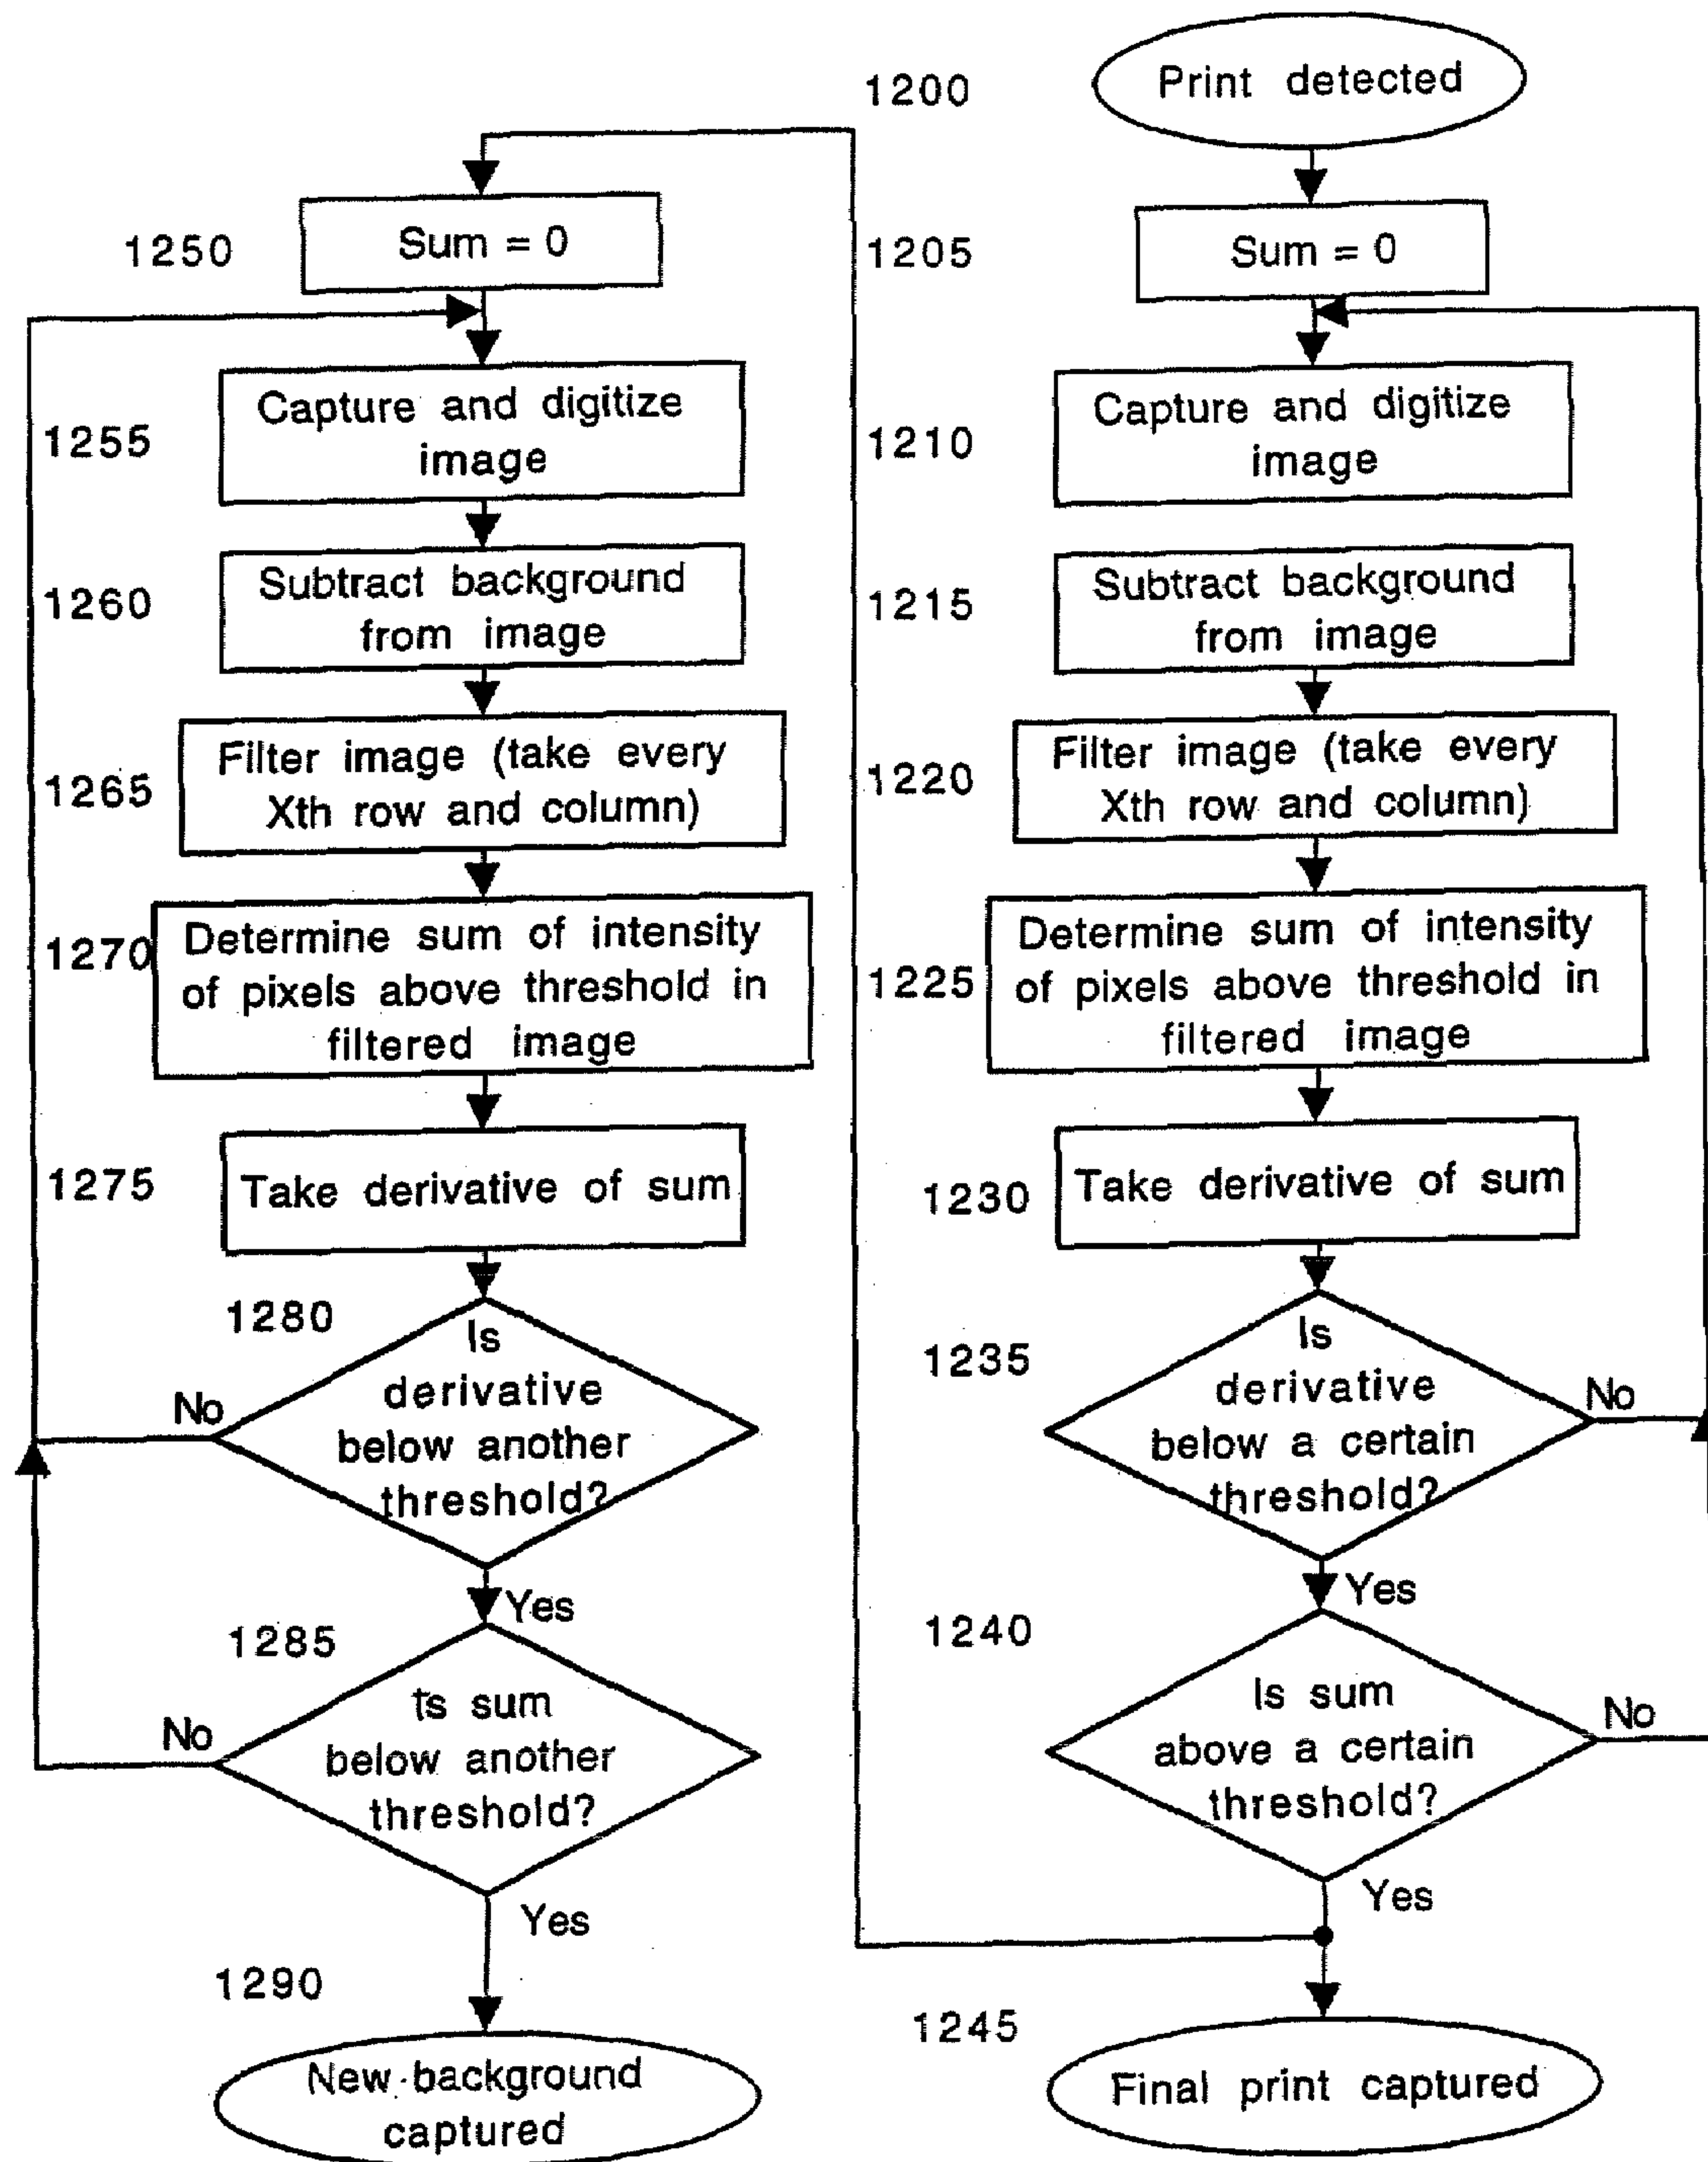 1200
Print detected
1205
Sum = 0
1210
Capture and digitize
image
1215
Subtract background
from image
1220
Filter image (take every
Xth row and column)
1225
Determine sum of intensity
of pixels above threshold in
filtered image
1230
Take derivative of sum
1235
Is
derivative
below a certain
threshold?
No
Yes
1240
Is sum
above a certain
threshold?
No
Yes
1245
Final print captured
1250
Sum = 0
1255
Capture and digitize
image
1260
Subtract background
from image
1265
Filter image (take every
Xth row and column)
1270
Determine sum of intensity
of pixels above threshold in
filtered image
1275
Take derivative of sum
1280
Is
derivative
below another
threshold?
No
Yes
1285
ts sum
below another
threshold?
No
Yes
1290
New background
captured